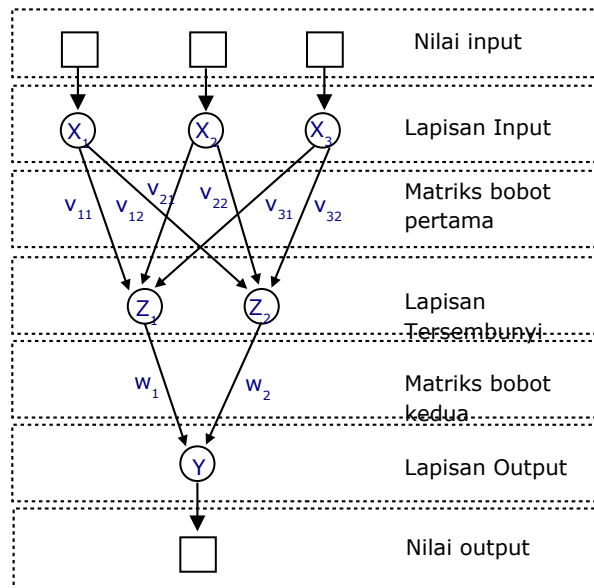 Nilai input
X1 X2 X3 Lapisan Input
v11 v12 v21 v22 v31 v32 Matriks bobot
pertama
Z1 Z2 Lapisan
Tersembunyi
w1 w2 Matriks bobot
kedua
Y Lapisan Output
Nilai output